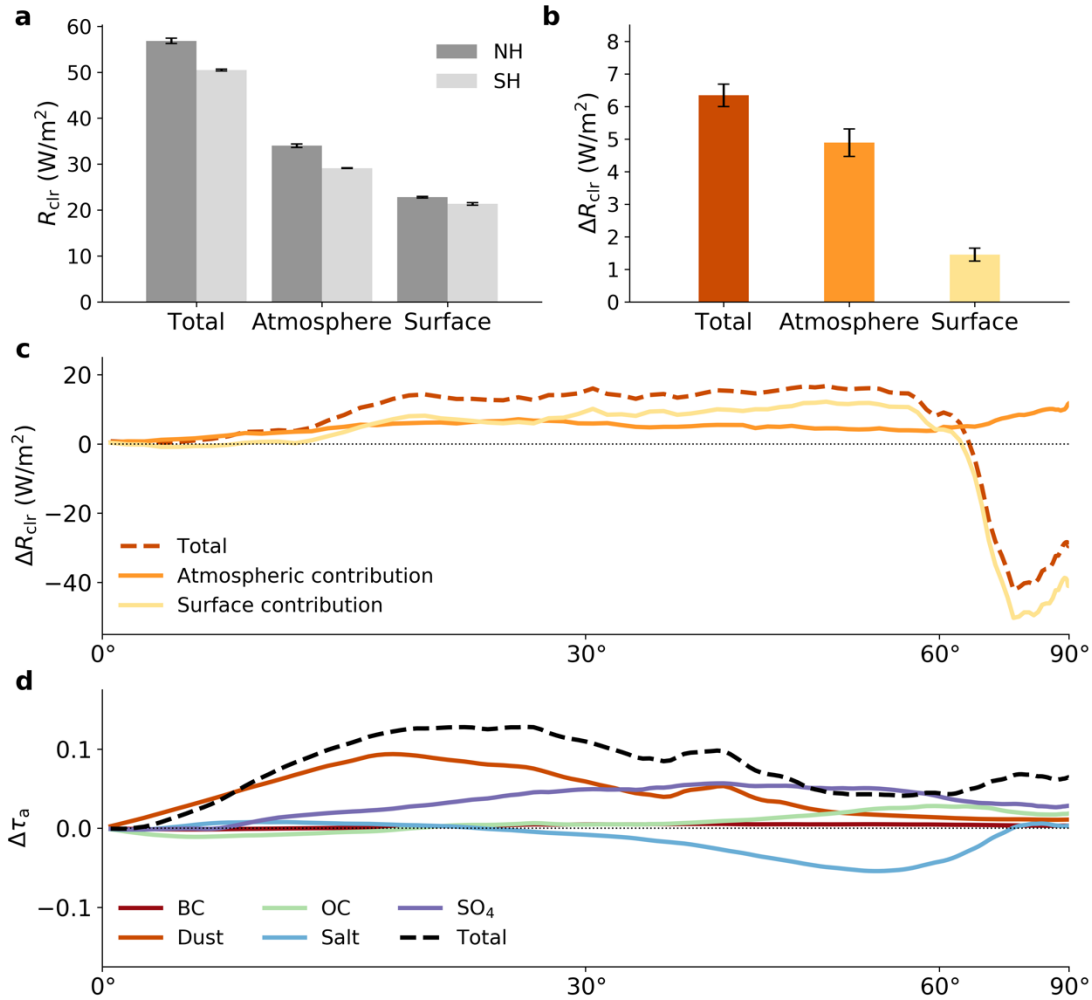 a
60
50
40
30
20
10
0
R_clr (W/m²)
NH
SH
Total Atmosphere Surface
b
8
7
6
5
4
3
2
1
0
ΔR_clr (W/m²)
Total Atmosphere Surface
c
20
0
−20
−40
ΔR_clr (W/m²)
Total
Atmospheric contribution
Surface contribution
0° 30° 60° 90°
d
0.1
0.0
−0.1
Δτ_a
BC OC SO₄
Dust Salt Total
0° 30° 60° 90°